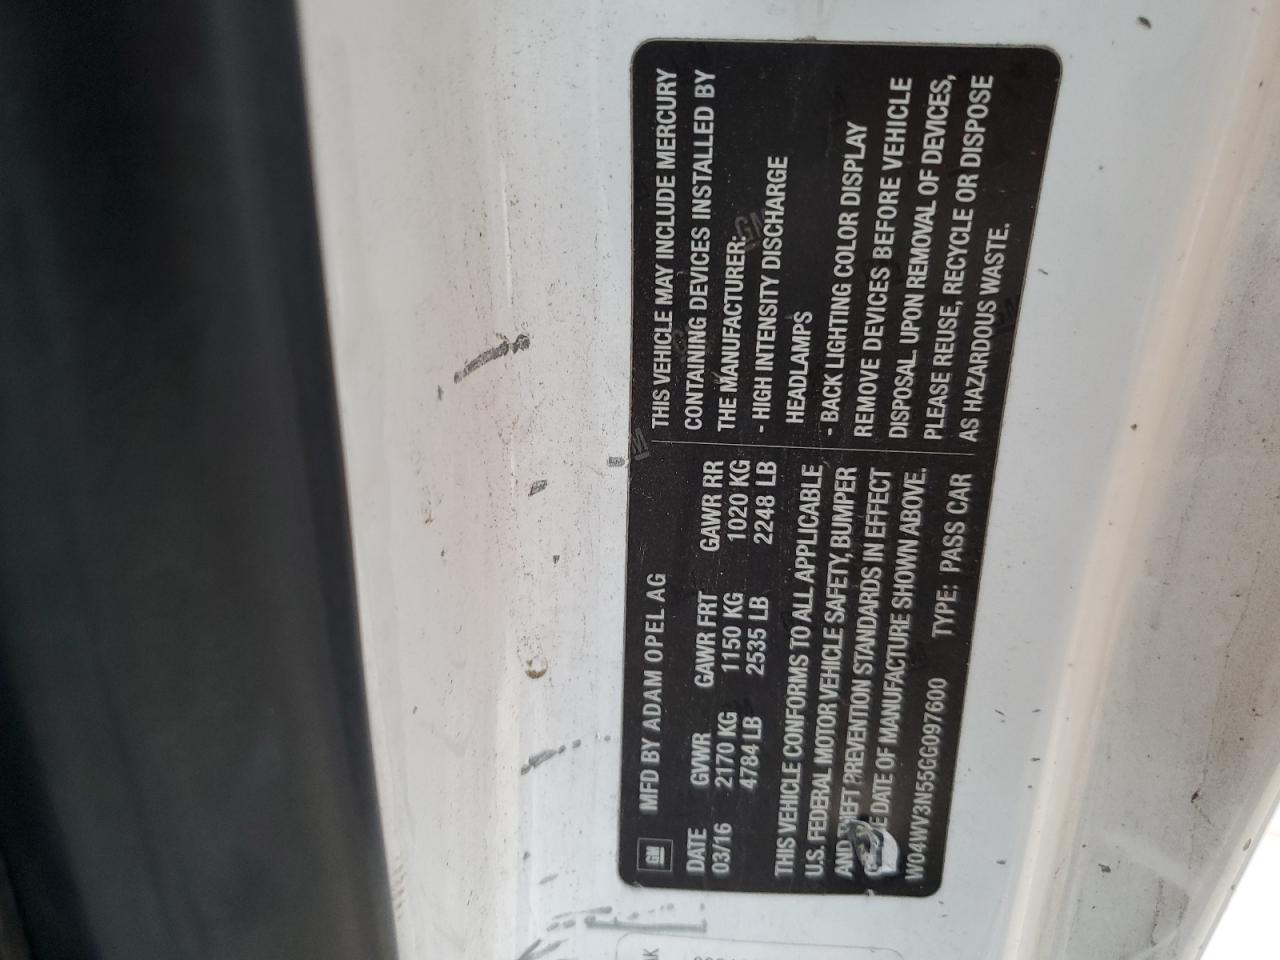 GM
MFD BY ADAM OPEL AG
DATE GVWR GAWR FRT GAWR RR
03/16 2170 KG 1150 KG 1020 KG
4784 LB 2535 LB 2248 LB
THIS VEHICLE CONFORMS TO ALL APPLICABLE
U.S. FEDERAL MOTOR VEHICLE SAFETY, BUMPER
AND THEFT PREVENTION STANDARDS IN EFFECT
DATE OF MANUFACTURE SHOWN ABOVE.
W04WV3N55GG097600 TYPE: PASS CAR
THIS VEHICLE MAY INCLUDE MERCURY
CONTAINING DEVICES INSTALLED BY
THE MANUFACTURER:
- HIGH INTENSITY DISCHARGE
HEADLAMPS
- BACK LIGHTING COLOR DISPLAY
REMOVE DEVICES BEFORE VEHICLE
DISPOSAL. UPON REMOVAL OF DEVICES,
PLEASE REUSE, RECYCLE OR DISPOSE
AS HAZARDOUS WASTE.